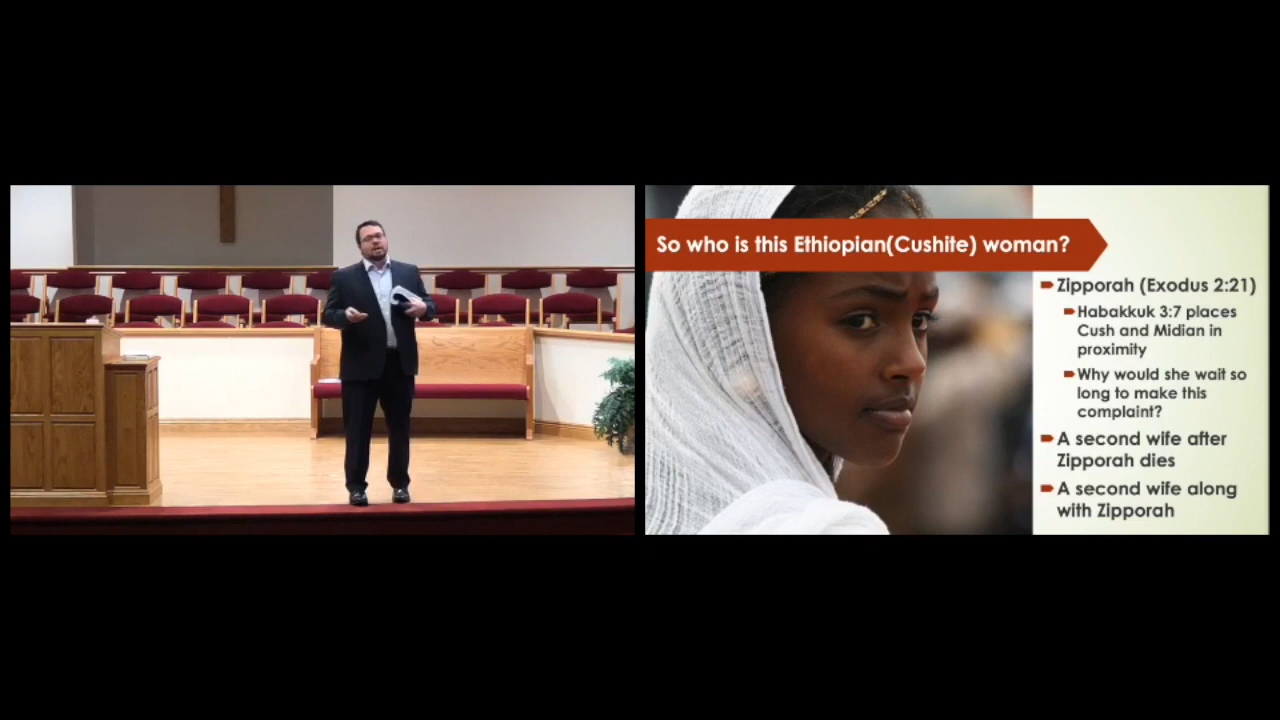 So who is this Ethiopian(Cushite) woman?
Zipporah (Exodus 2:21)
Habakkuk 3:7 places
Cush and Midian in
proximity
Why would she wait so
long to make this
complaint?
A second wife after
Zipporah dies
A second wife along
with Zipporah